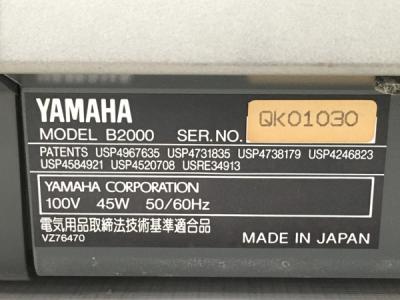 YAMAHA
MODEL B2000 SER.NO. QK01030
PATENTS USP4967635 USP4731835 USP4738179 USP4246823
USP4584921 USP4520708 USRE34913
YAMAHA CORPORATION
100V 45W 50/60Hz
電気用品取締法技術基準適合品
VZ76470
MADE IN JAPAN